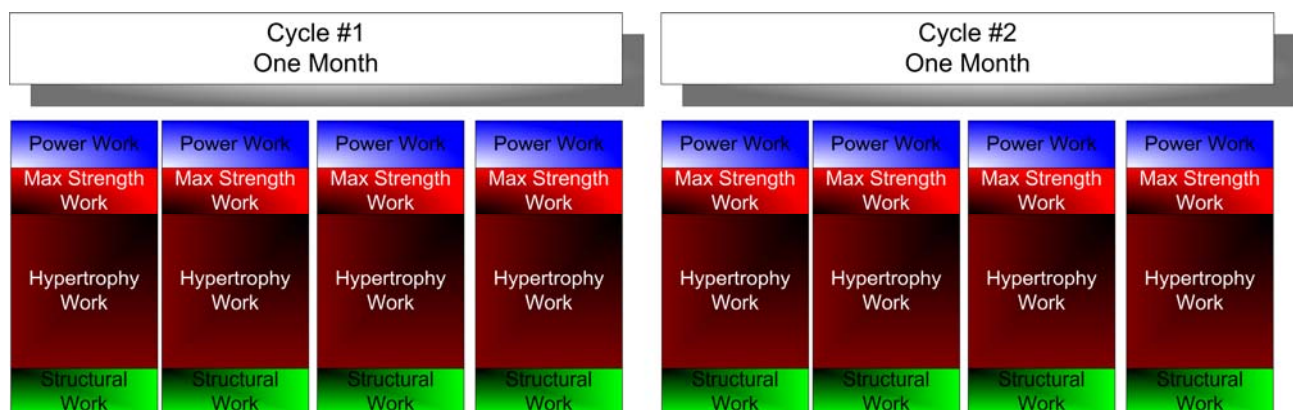 Cycle #1
One Month
Cycle #2
One Month
Power Work
Power Work
Power Work
Power Work
Power Work
Power Work
Power Work
Power Work
Max Strength
Work
Max Strength
Work
Max Strength
Work
Max Strength
Work
Max Strength
Work
Max Strength
Work
Max Strength
Work
Max Strength
Work
Hypertrophy
Work
Hypertrophy
Work
Hypertrophy
Work
Hypertrophy
Work
Hypertrophy
Work
Hypertrophy
Work
Hypertrophy
Work
Hypertrophy
Work
Structural
Work
Structural
Work
Structural
Work
Structural
Work
Structural
Work
Structural
Work
Structural
Work
Structural
Work